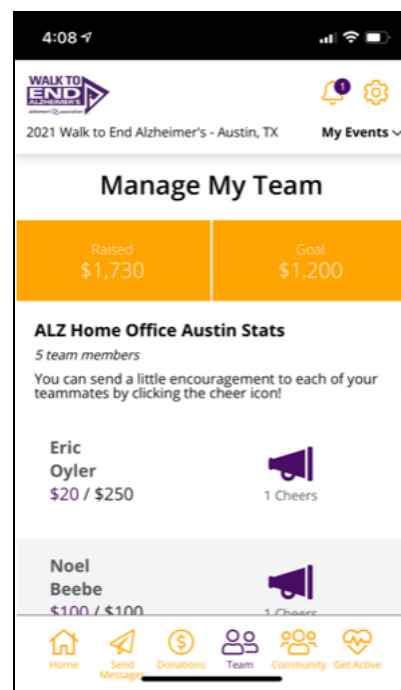 4:08
WALK TO
END
ALZHEIMER'S
alzheimer's association
1
2021 Walk to End Alzheimer's - Austin, TX
My Events
Manage My Team
Raised
$1,730
Goal
$1,200
ALZ Home Office Austin Stats
5 team members
You can send a little encouragement to each of your
teammates by clicking the cheer icon!
Eric
Oyler
$20 / $250
1 Cheers
Noel
Beebe
$100 / $100
1 Cheers
Home
Send
Messages
Donations
Team
Community
Get Active